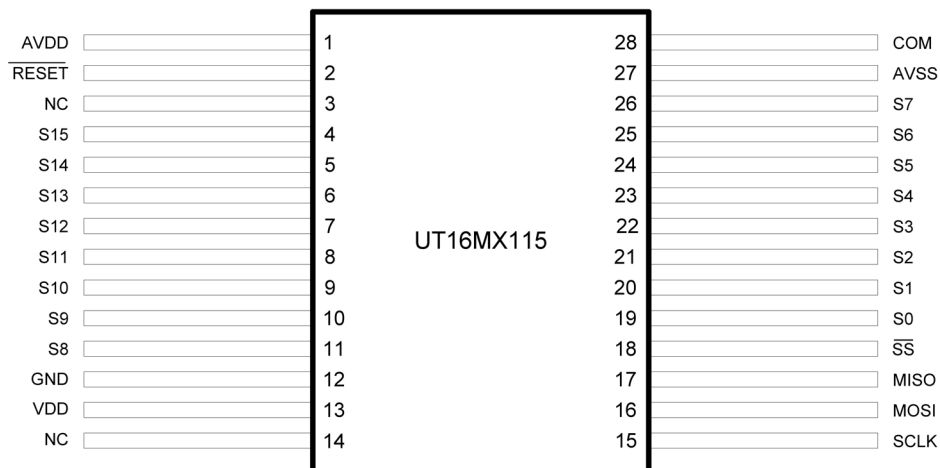 AVDD 1 28 COM
R̅E̅S̅E̅T̅ 2 27 AVSS
NC 3 26 S7
S15 4 25 S6
S14 5 24 S5
S13 6 23 S4
S12 7 22 S3
UT16MX115
S11 8 21 S2
S10 9 20 S1
S9 10 19 S0
S8 11 18 S̅S̅
GND 12 17 MISO
VDD 13 16 MOSI
NC 14 15 SCLK